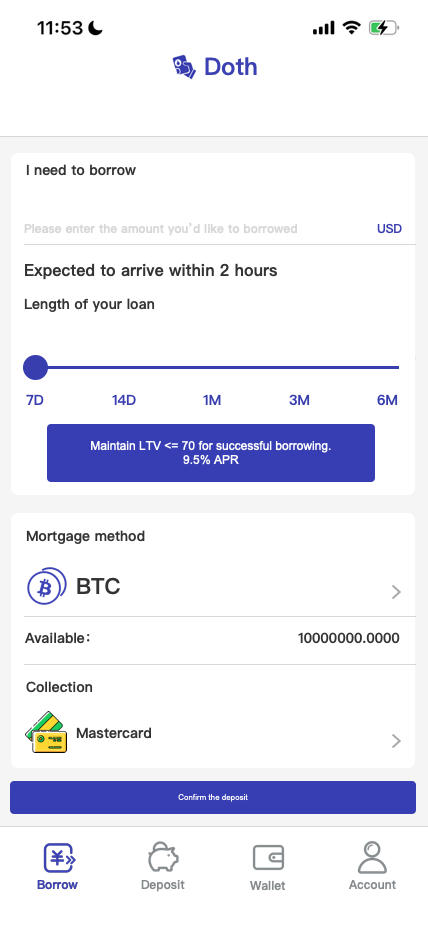 11:53
Doth
I need to borrow
Please enter the amount you'd like to borrowed
USD
Expected to arrive within 2 hours
Length of your loan
7D 14D 1M 3M 6M
Maintain LTV <= 70 for successful borrowing.
9.5% APR
Mortgage method
BTC
Available： 10000000.0000
Collection
Mastercard
Confirm the deposit
Borrow Deposit Wallet Account